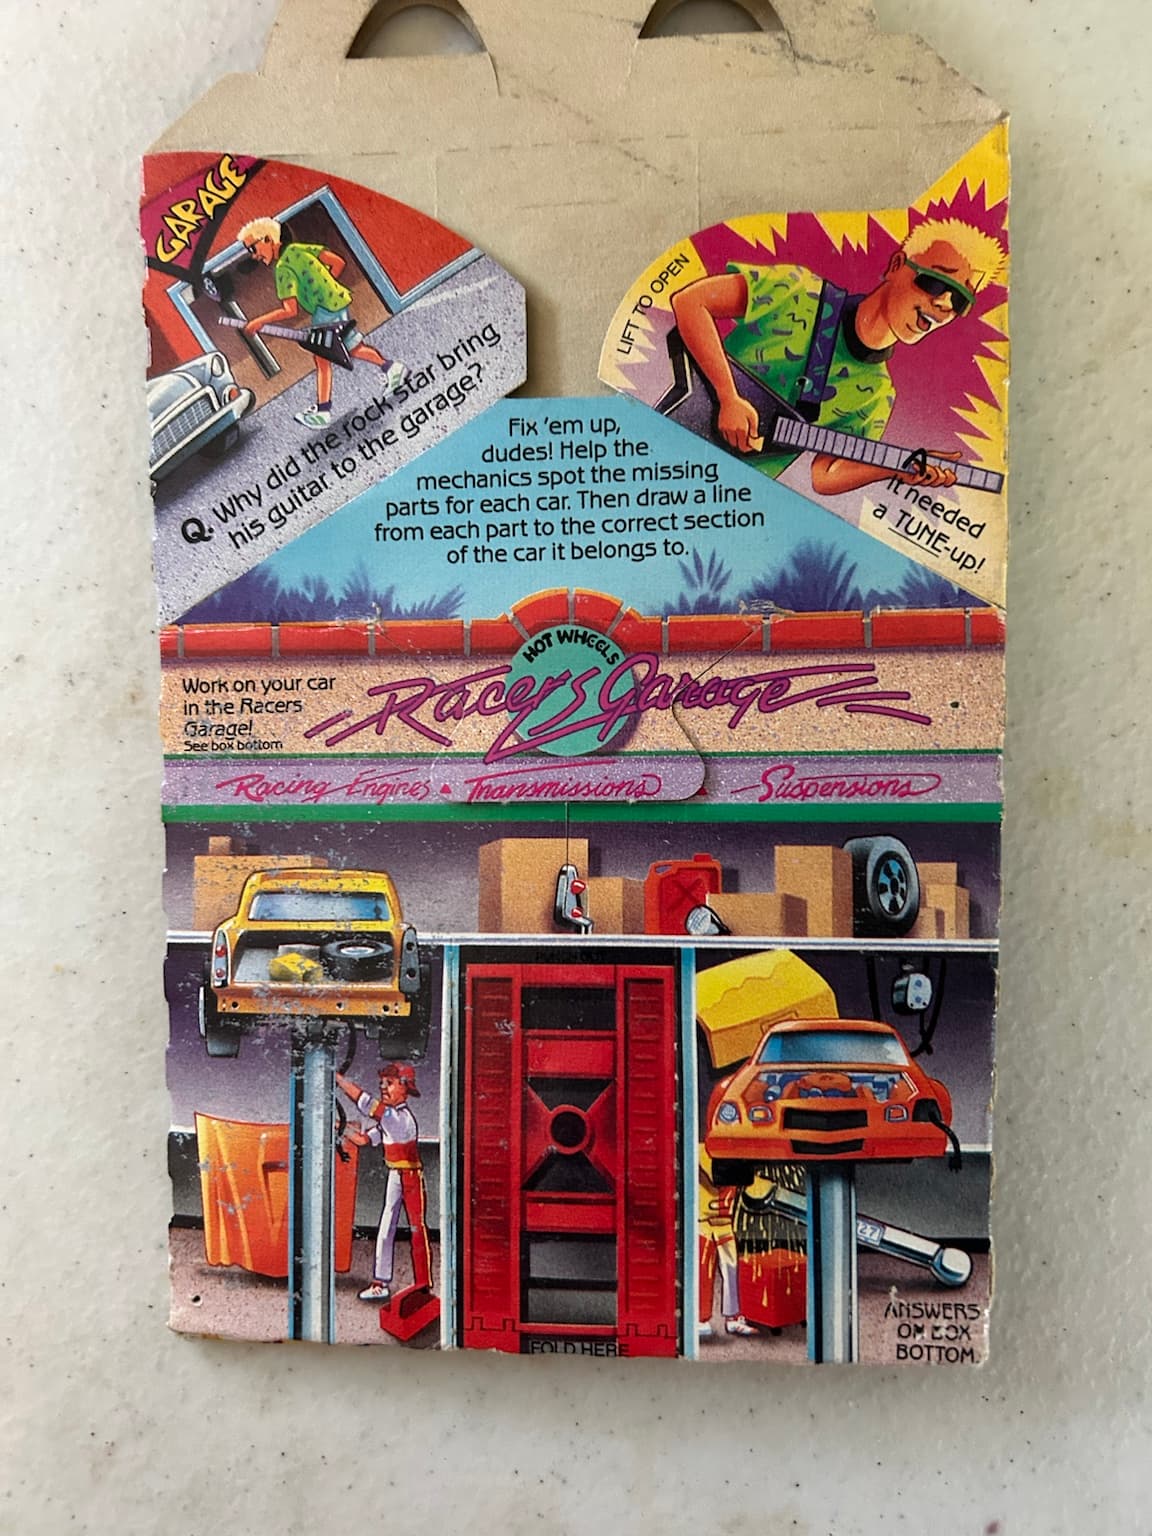 GARAGE
Q. Why did the rock star bring
his guitar to the garage?
LIFT TO OPEN
A.
It needed
a TUNE-up!
Fix 'em up,
dudes! Help the
mechanics spot the missing
parts for each car. Then draw a line
from each part to the correct section
of the car it belongs to.
HOT WHEELS
Racers Garage
Work on your car
in the Racers
Garage!
See box bottom
Racing Engines ▲ Transmissions ▲ Suspensions
PUNCH OUT
27
FOLD HERE
ANSWERS
ON BOX
BOTTOM.